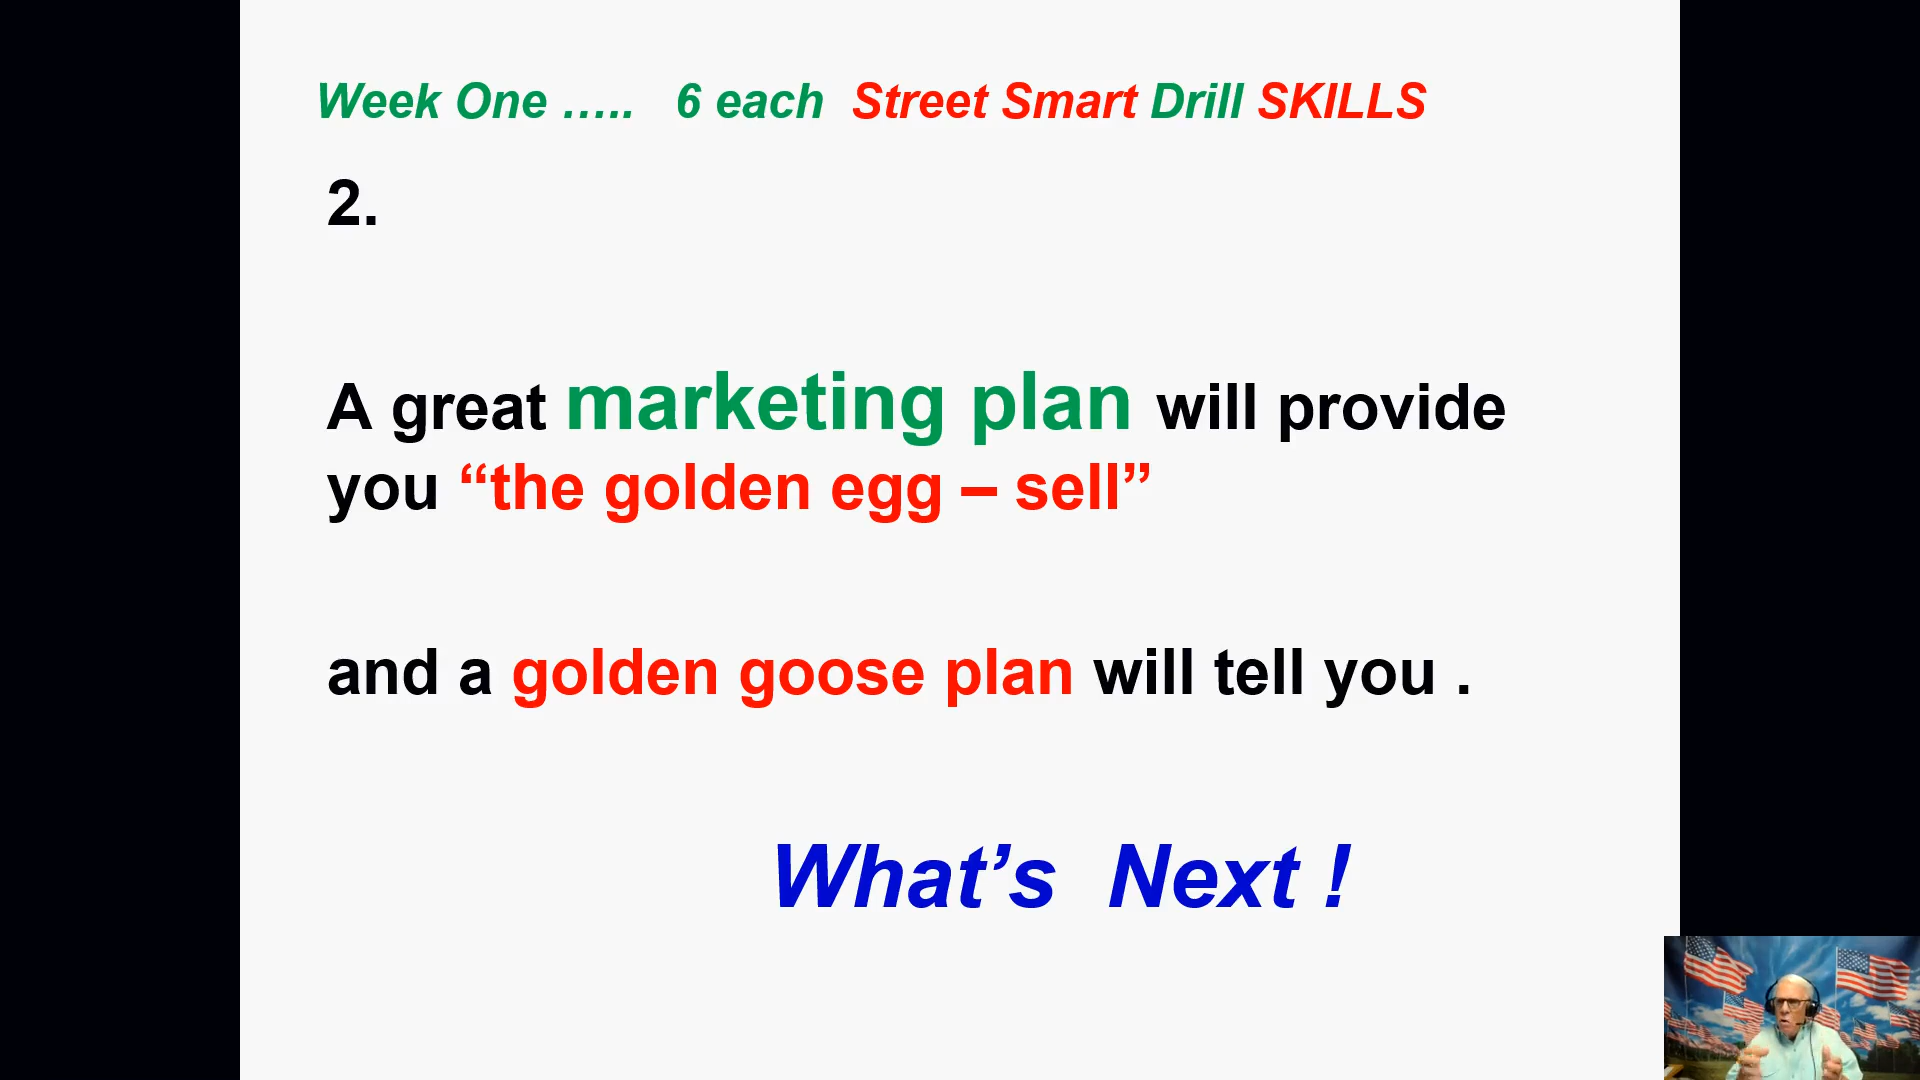 Week One ..... 6 each Street Smart Drill SKILLS
2.
A great marketing plan will provide
you “the golden egg – sell”
and a golden goose plan will tell you .
What’s Next !